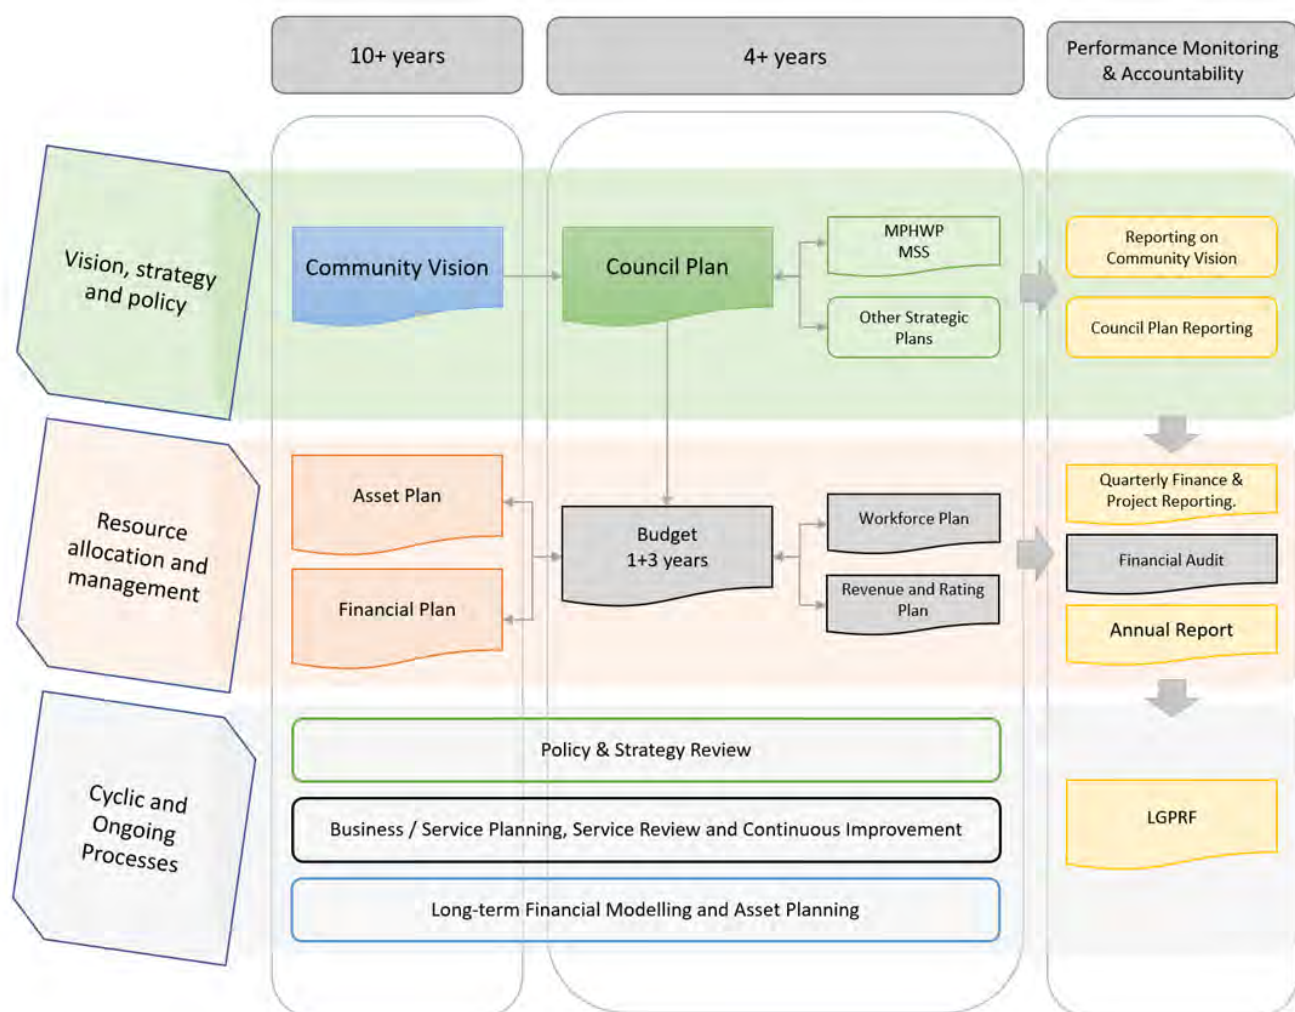 10+ years
4+ years
Performance Monitoring
& Accountability
Vision, strategy
and policy
Community Vision
Council Plan
MPHWP
MSS
Other Strategic
Plans
Reporting on
Community Vision
Council Plan Reporting
Resource
allocation and
management
Asset Plan
Financial Plan
Budget
1+3 years
Workforce Plan
Revenue and Rating
Plan
Quarterly Finance &
Project Reporting.
Financial Audit
Annual Report
Cyclic and
Ongoing
Processes
Policy & Strategy Review
Business / Service Planning, Service Review and Continuous Improvement
Long-term Financial Modelling and Asset Planning
LGPRF